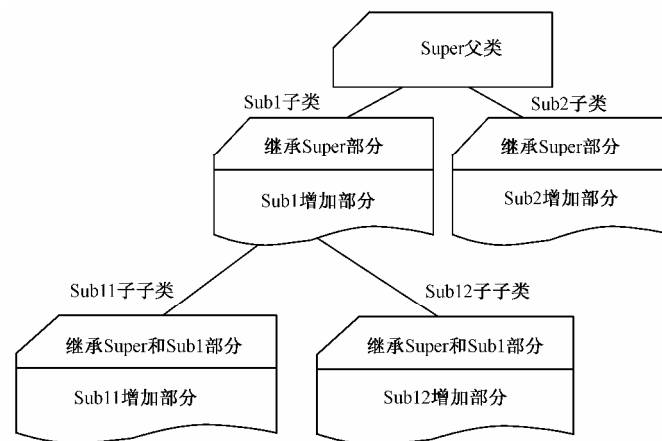 Super父类
Sub1子类
Sub2子类
继承Super部分
继承Super部分
Sub1增加部分
Sub2增加部分
Sub11子子类
Sub12子子类
继承Super和Sub1部分
继承Super和Sub1部分
Sub11增加部分
Sub12增加部分